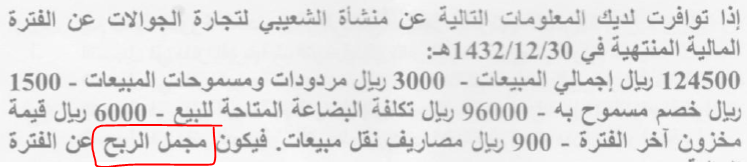 إذا توافرت لديك المعلومات التالية عن منشأة الشعيبي لتجارة الجوالات عن الفترة
المالية المنتهية في 1432/12/30هـ:
124500 ريال إجمالي المبيعات - 3000 ريال مردودات ومسموحات المبيعات - 1500
ريال خصم مسموح به - 96000 ريال تكلفة البضاعة المتاحة للبيع - 6000 ريال قيمة
مخزون آخر الفترة - 900 ريال مصاريف نقل مبيعات. فيكون مجمل الربح عن الفترة